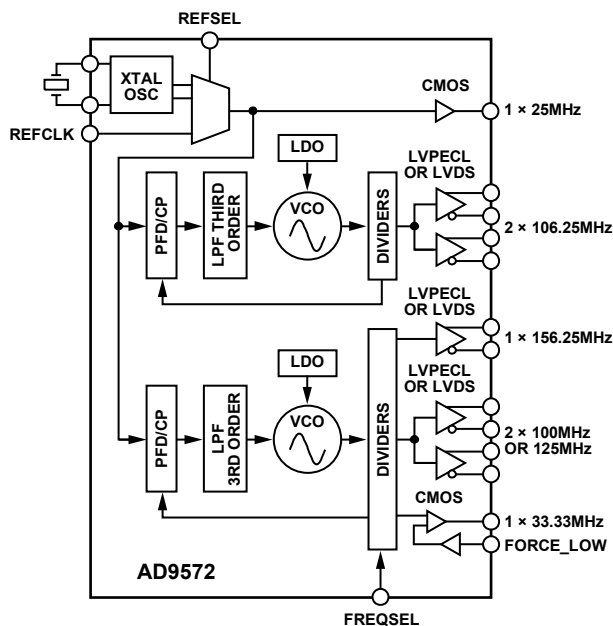 REFSEL
XTAL
OSC
REFCLK
CMOS
1 × 25MHz
LDO
LVPECL
OR LVDS
PFD/CP
LPF THIRD
ORDER
VCO
DIVIDERS
2 × 106.25MHz
LVPECL
OR LVDS
1 × 156.25MHz
LDO
LVPECL
OR LVDS
PFD/CP
LPF
3RD ORDER
VCO
DIVIDERS
2 × 100MHz
OR 125MHz
CMOS
1 × 33.33MHz
FORCE_LOW
AD9572
FREQSEL